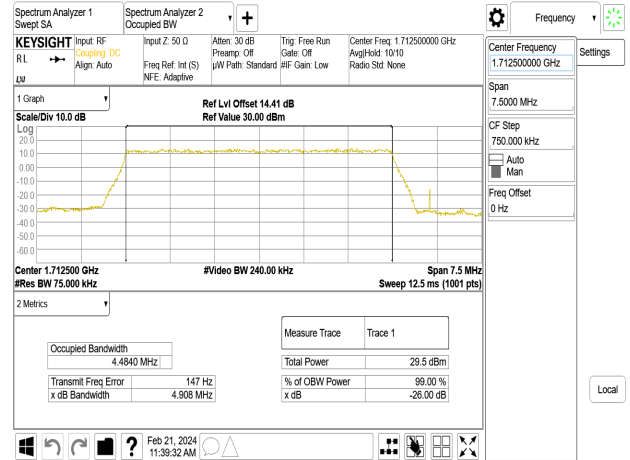 Spectrum Analyzer 1
Swept SA
Spectrum Analyzer 2
Occupied BW
Frequency
Settings
KEYSIGHT
RL
Input: RF
Coupling: DC
Align: Auto
Input Z: 50 Ω
Freq Ref: Int (S)
NFE: Adaptive
Atten: 30 dB
Preamp: Off
µW Path: Standard
Trig: Free Run
Gate: Off
#IF Gain: Low
Center Freq: 1.712500000 GHz
Avg|Hold: 10/10
Radio Std: None
Center Frequency
1.712500000 GHz
Span
7.5000 MHz
CF Step
750.000 kHz
Auto
Man
Freq Offset
0 Hz
Local
1 Graph
Ref Lvl Offset 14.41 dB
Scale/Div 10.0 dB
Ref Value 30.00 dBm
Log
20.0
10.0
0.00
-10.0
-20.0
-30.0
-40.0
-50.0
-60.0
Center 1.712500 GHz
#Video BW 240.00 kHz
Span 7.5 MHz
#Res BW 75.000 kHz
Sweep 12.5 ms (1001 pts)
2 Metrics
Measure Trace
Trace 1
Occupied Bandwidth
4.4840 MHz
Total Power
29.5 dBm
Transmit Freq Error
147 Hz
% of OBW Power
99.00 %
x dB Bandwidth
4.908 MHz
x dB
-26.00 dB
Feb 21, 2024
11:39:32 AM